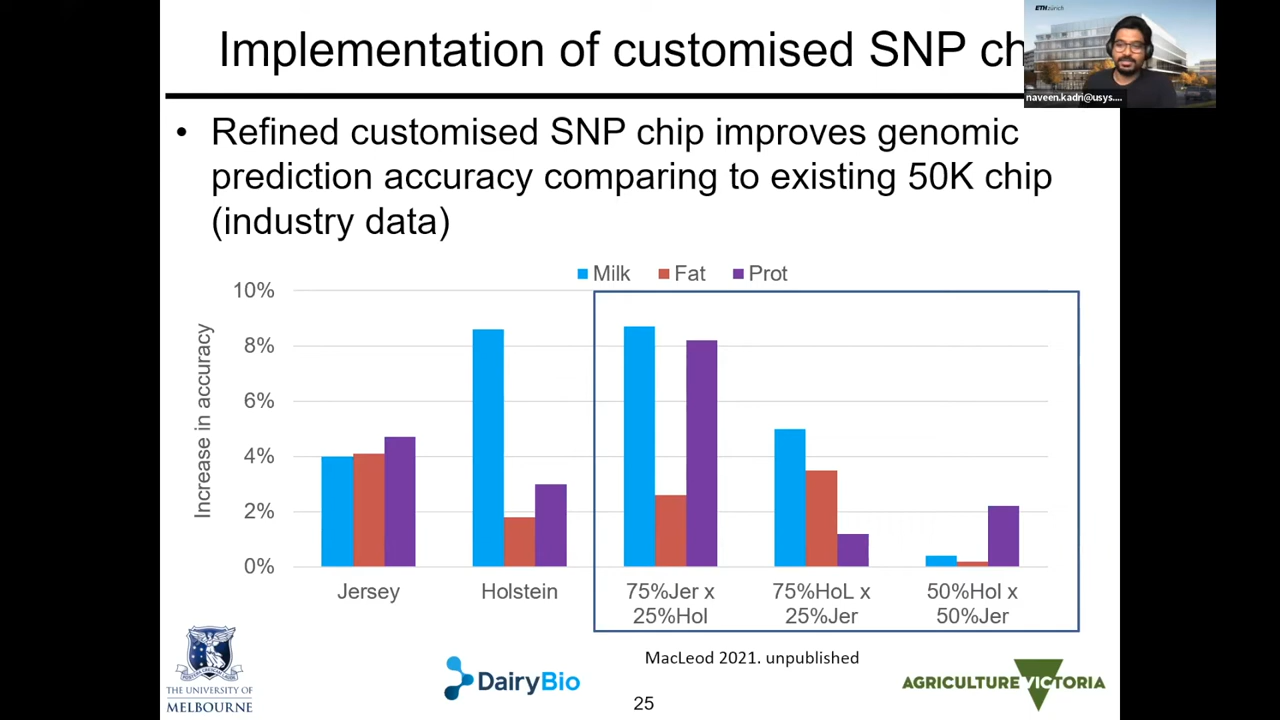 Implementation of customised SNP ch
ETH zürich
naveen.kadri@usys....
• Refined customised SNP chip improves genomic
prediction accuracy comparing to existing 50K chip
(industry data)
Milk Fat Prot
Increase in accuracy
10%
8%
6%
4%
2%
0%
Jersey
Holstein
75%Jer x
25%Hol
75%HoL x
25%Jer
50%Hol x
50%Jer
MacLeod 2021. unpublished
THE UNIVERSITY OF
MELBOURNE
DairyBio
AGRICULTURE VICTORIA
25